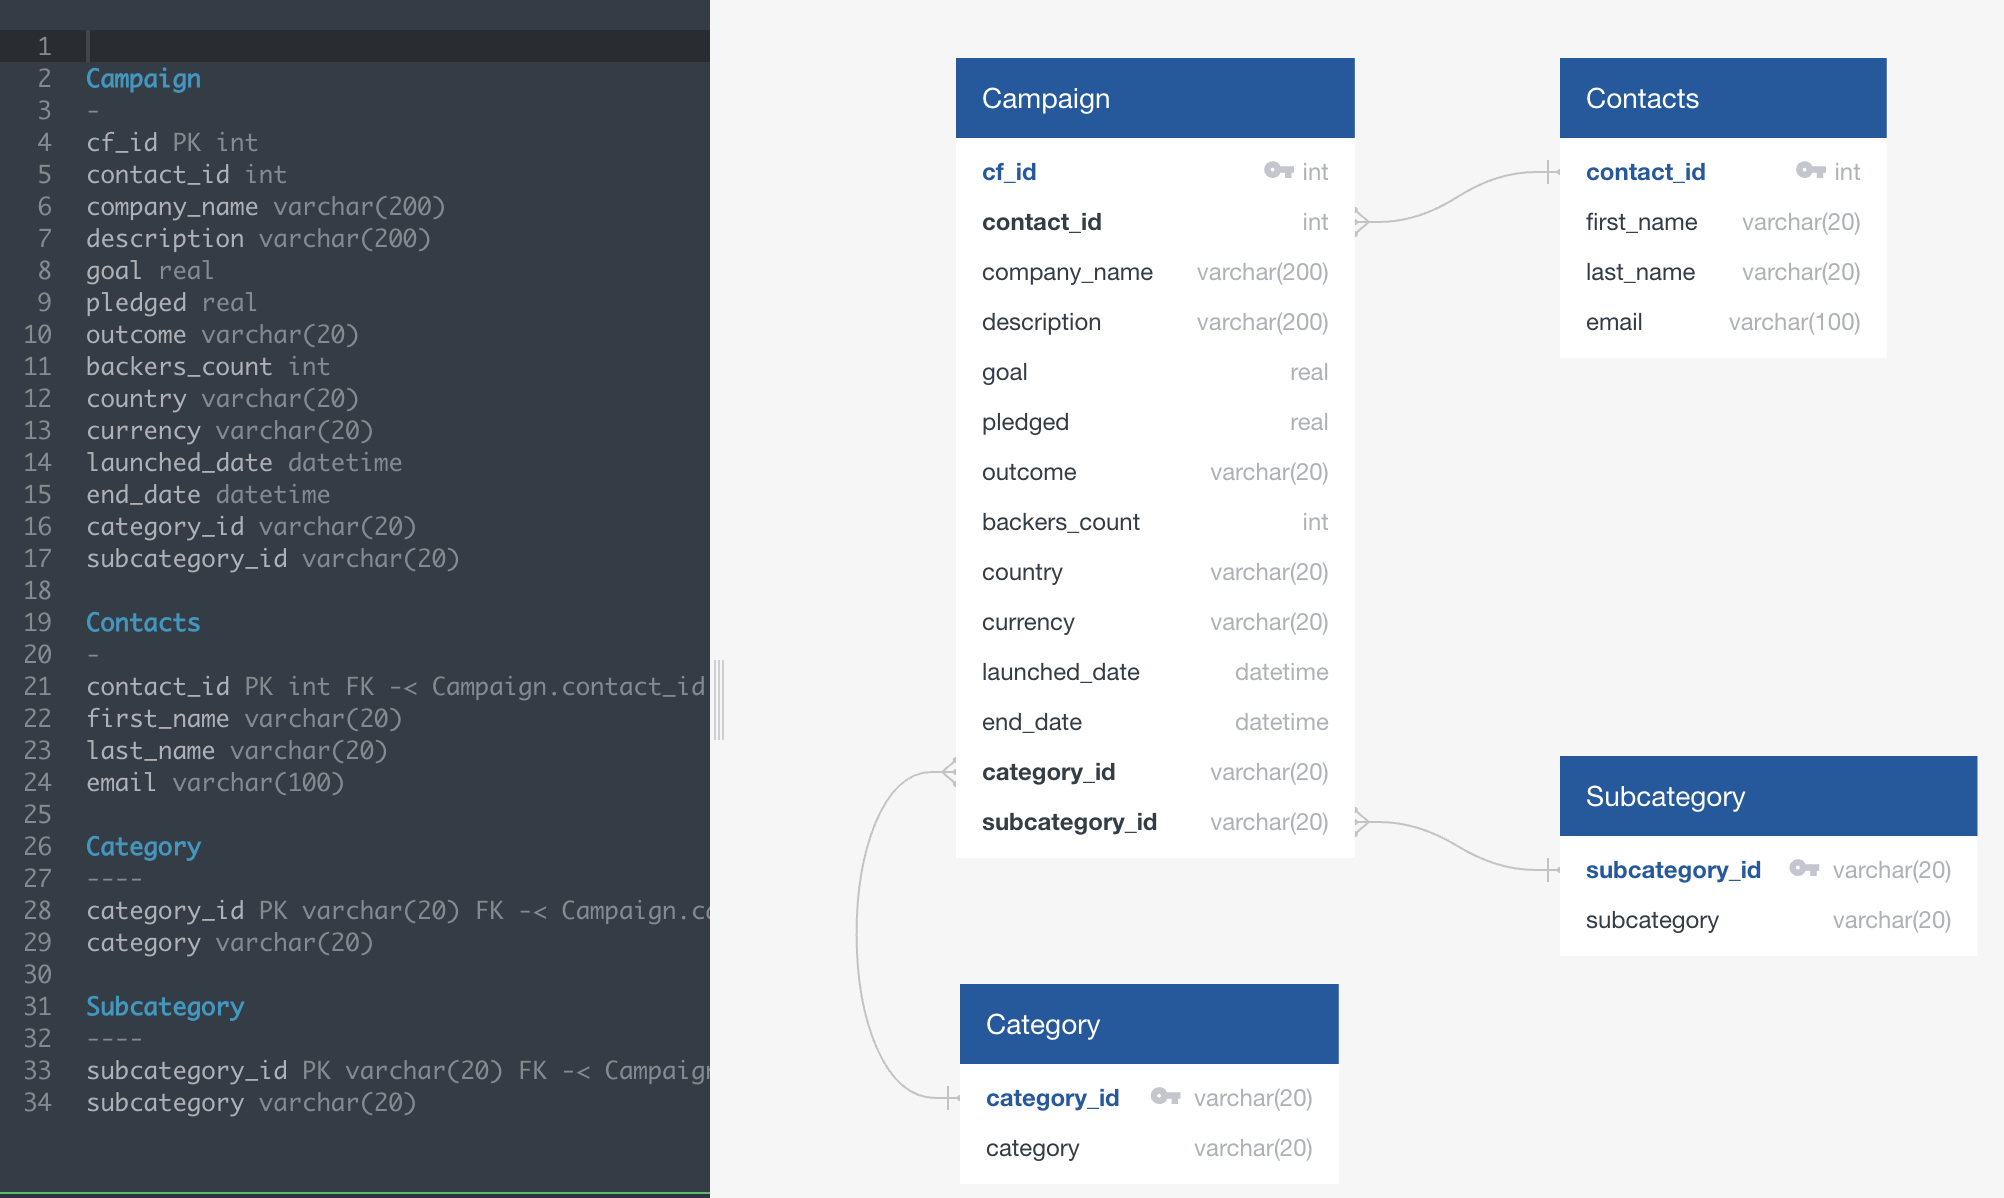 1
2 Campaign
3 -
4 cf_id PK int
5 contact_id int
6 company_name varchar(200)
7 description varchar(200)
8 goal real
9 pledged real
10 outcome varchar(20)
11 backers_count int
12 country varchar(20)
13 currency varchar(20)
14 launched_date datetime
15 end_date datetime
16 category_id varchar(20)
17 subcategory_id varchar(20)
18
19 Contacts
20 -
21 contact_id PK int FK -< Campaign.contact_id
22 first_name varchar(20)
23 last_name varchar(20)
24 email varchar(100)
25
26 Category
27 ----
28 category_id PK varchar(20) FK -< Campaign.c
29 category varchar(20)
30
31 Subcategory
32 ----
33 subcategory_id PK varchar(20) FK -< Campaign
34 subcategory varchar(20)
Campaign
cf_id int
contact_id int
company_name varchar(200)
description varchar(200)
goal real
pledged real
outcome varchar(20)
backers_count int
country varchar(20)
currency varchar(20)
launched_date datetime
end_date datetime
category_id varchar(20)
subcategory_id varchar(20)
Contacts
contact_id int
first_name varchar(20)
last_name varchar(20)
email varchar(100)
Subcategory
subcategory_id varchar(20)
subcategory varchar(20)
Category
category_id varchar(20)
category varchar(20)